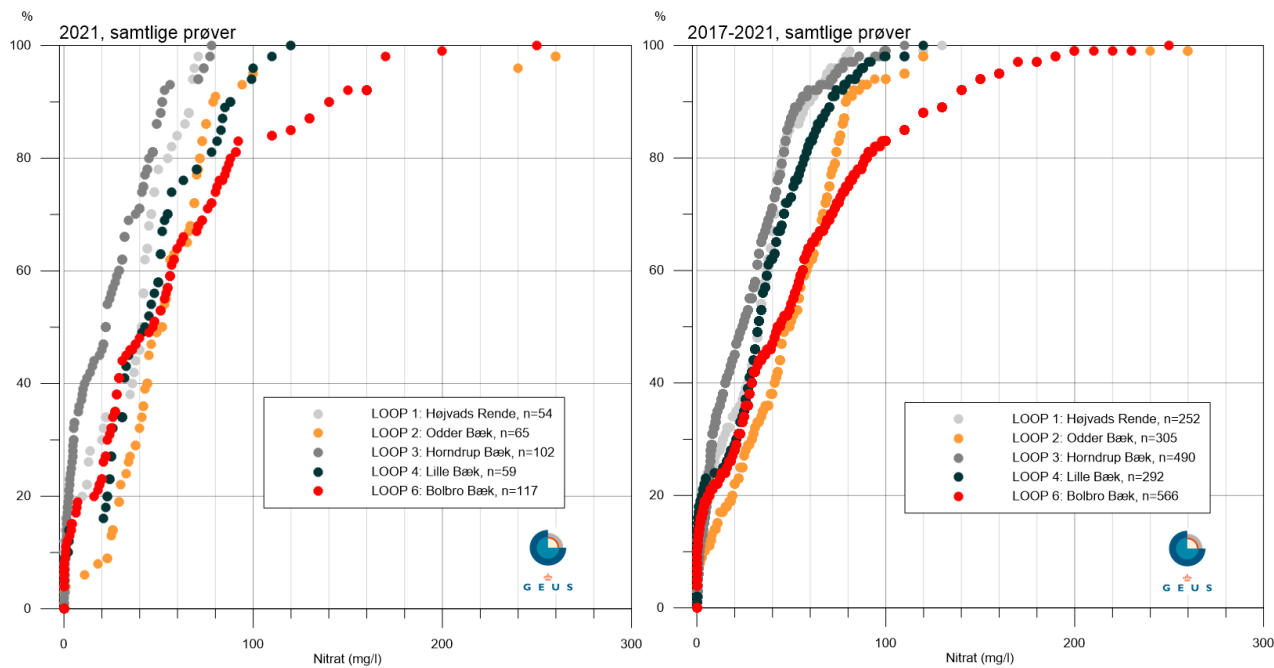 %
2021, samtlige prøver
100
80
60
40
20
0
0
100
200
300
Nitrat (mg/l)
LOOP 1: Højvads Rende, n=54
LOOP 2: Odder Bæk, n=65
LOOP 3: Horndrup Bæk, n=102
LOOP 4: Lille Bæk, n=59
LOOP 6: Bolbro Bæk, n=117
GEUS
%
2017-2021, samtlige prøver
100
80
60
40
20
0
0
100
200
300
Nitrat (mg/l)
LOOP 1: Højvads Rende, n=252
LOOP 2: Odder Bæk, n=305
LOOP 3: Horndrup Bæk, n=490
LOOP 4: Lille Bæk, n=292
LOOP 6: Bolbro Bæk, n=566
GEUS